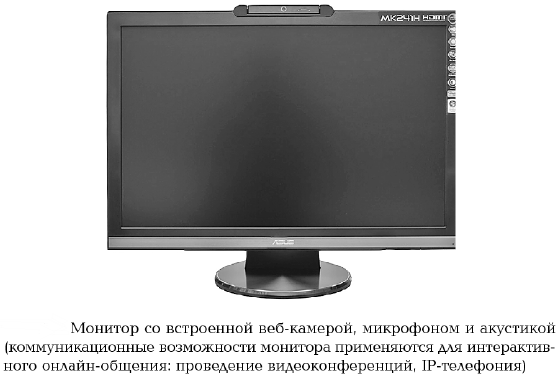 MK241H HDMI
ASUS
Монитор со встроенной веб-камерой, микрофоном и акустикой
(коммуникационные возможности монитора применяются для интерактив-
ного онлайн-общения: проведение видеоконференций, IP-телефония)